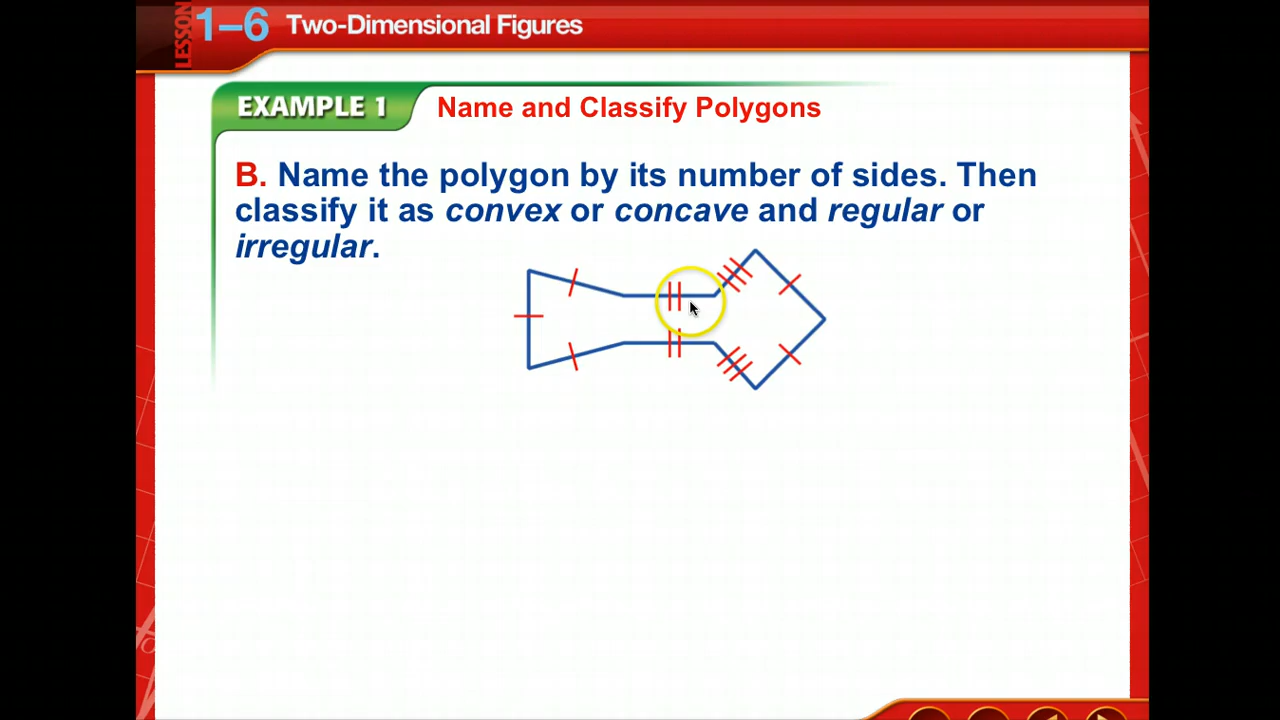 LESSON 1–6 Two-Dimensional Figures
EXAMPLE 1 Name and Classify Polygons
B. Name the polygon by its number of sides. Then
classify it as convex or concave and regular or
irregular.